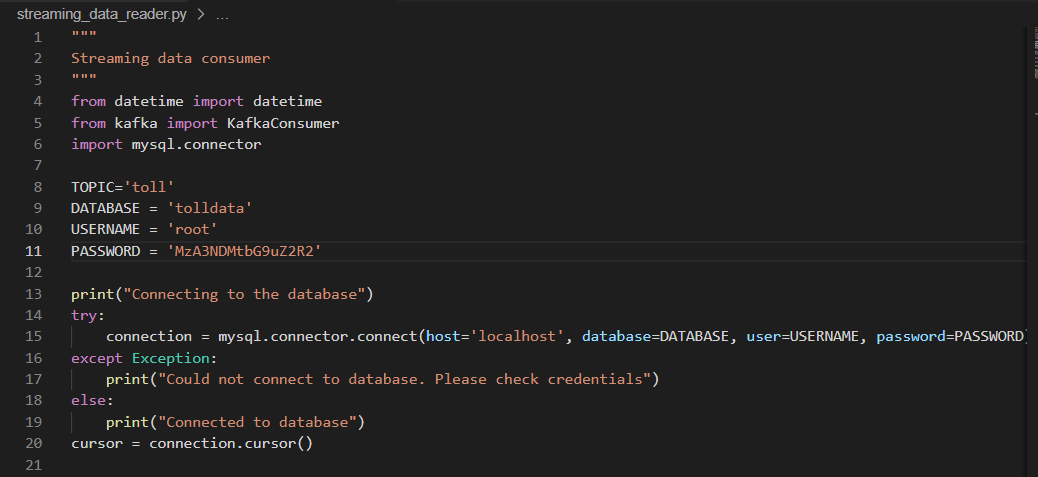 streaming_data_reader.py > ...
1 """
2 Streaming data consumer
3 """
4 from datetime import datetime
5 from kafka import KafkaConsumer
6 import mysql.connector
7
8 TOPIC='toll'
9 DATABASE = 'tolldata'
10 USERNAME = 'root'
11 PASSWORD = 'MzA3NDMtbG9uZ2R2'
12
13 print("Connecting to the database")
14 try:
15     connection = mysql.connector.connect(host='localhost', database=DATABASE, user=USERNAME, password=PASSWORD)
16 except Exception:
17     print("Could not connect to database. Please check credentials")
18 else:
19     print("Connected to database")
20 cursor = connection.cursor()
21